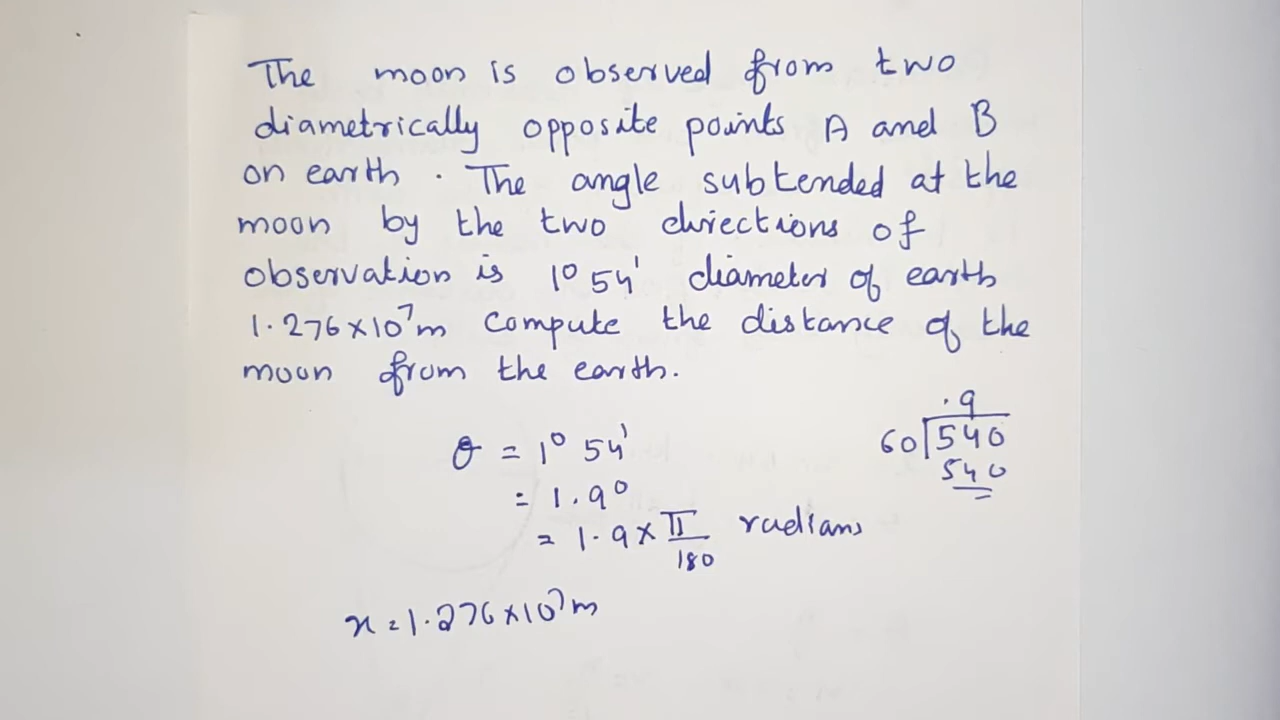 The moon is observed from two
diametrically opposite points A and B
on earth. The angle subtended at the
moon by the two directions of
observation is 1° 54' diameter of earth
1.276×10⁷m compute the distance of the
moon from the earth.
θ = 1° 54'
= 1.9°
= 1.9 × π/180 radians
x = 1.276×10⁷m
.9
60)540
540